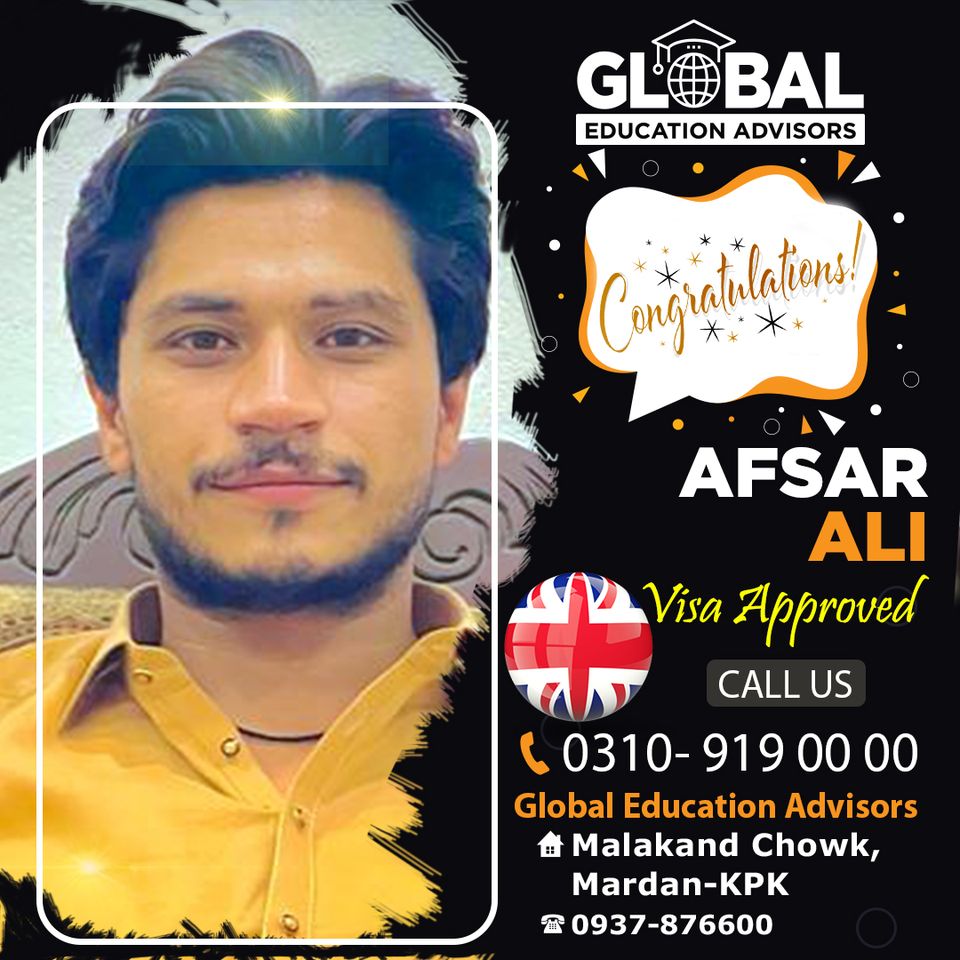 GLOBAL
EDUCATION ADVISORS
Congratulations!
AFSAR
ALI
Visa Approved
CALL US
0310- 919 00 00
Global Education Advisors
Malakand Chowk,
Mardan-KPK
0937-876600